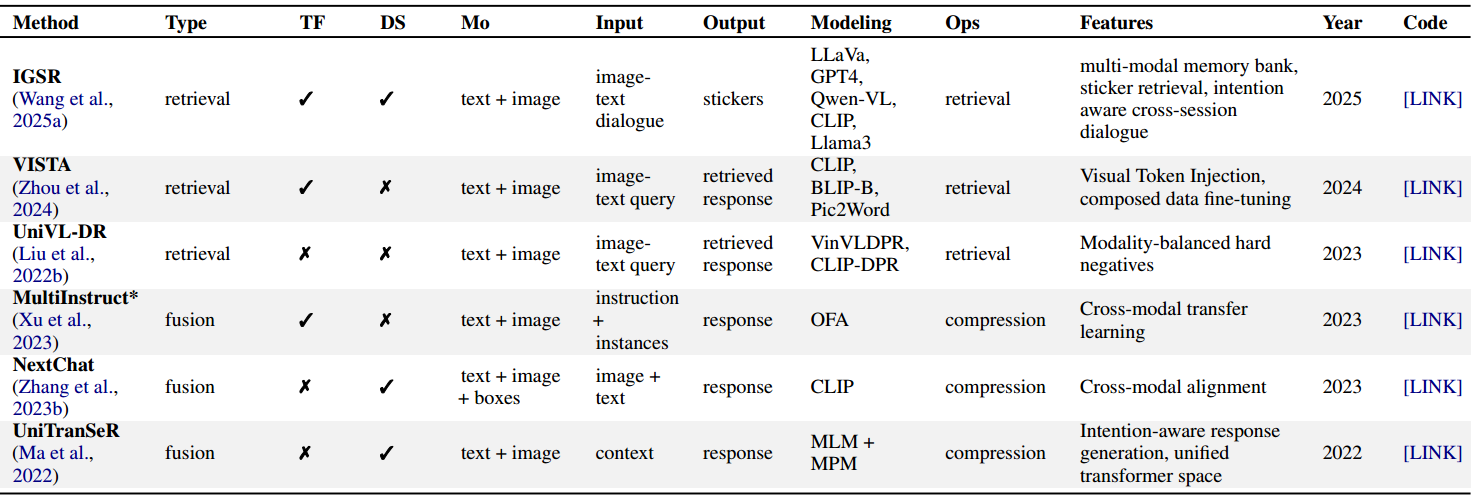 Method Type TF DS Mo Input Output Modeling Ops Features Year Code
IGSR
(Wang et al.,
2025a)
retrieval
✓
✓
text + image
image-
text
dialogue
stickers
LLaVa,
GPT4,
Qwen-VL,
CLIP,
Llama3
retrieval
multi-modal memory bank,
sticker retrieval, intention
aware cross-session
dialogue
2025
[LINK]
VISTA
(Zhou et al.,
2024)
retrieval
✓
✗
text + image
image-
text query
retrieved
response
CLIP,
BLIP-B,
Pic2Word
retrieval
Visual Token Injection,
composed data fine-tuning
2024
[LINK]
UniVL-DR
(Liu et al.,
2022b)
retrieval
✗
✗
text + image
image-
text query
retrieved
response
VinVLDPR,
CLIP-DPR
retrieval
Modality-balanced hard
negatives
2023
[LINK]
MultiInstruct*
(Xu et al.,
2023)
fusion
✓
✗
text + image
instruction
+
instances
response
OFA
compression
Cross-modal transfer
learning
2023
[LINK]
NextChat
(Zhang et al.,
2023b)
fusion
✗
✓
text + image
+ boxes
image +
text
response
CLIP
compression
Cross-modal alignment
2023
[LINK]
UniTranSeR
(Ma et al.,
2022)
fusion
✗
✓
text + image
context
response
MLM +
MPM
compression
Intention-aware response
generation, unified
transformer space
2022
[LINK]